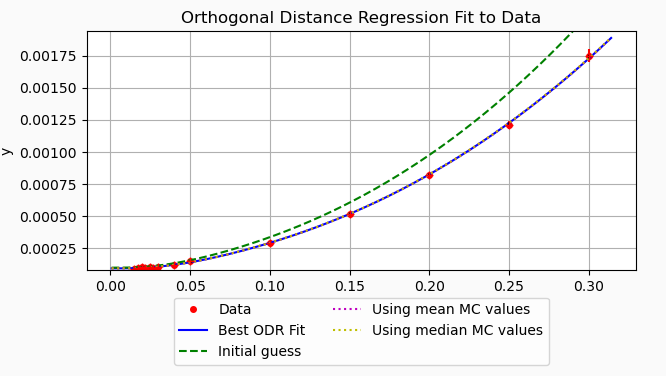 Orthogonal Distance Regression Fit to Data
0.00175
0.00150
0.00125
0.00100
0.00075
0.00050
0.00025
y
0.00 0.05 0.10 0.15 0.20 0.25 0.30
Data
Best ODR Fit
Initial guess
Using mean MC values
Using median MC values